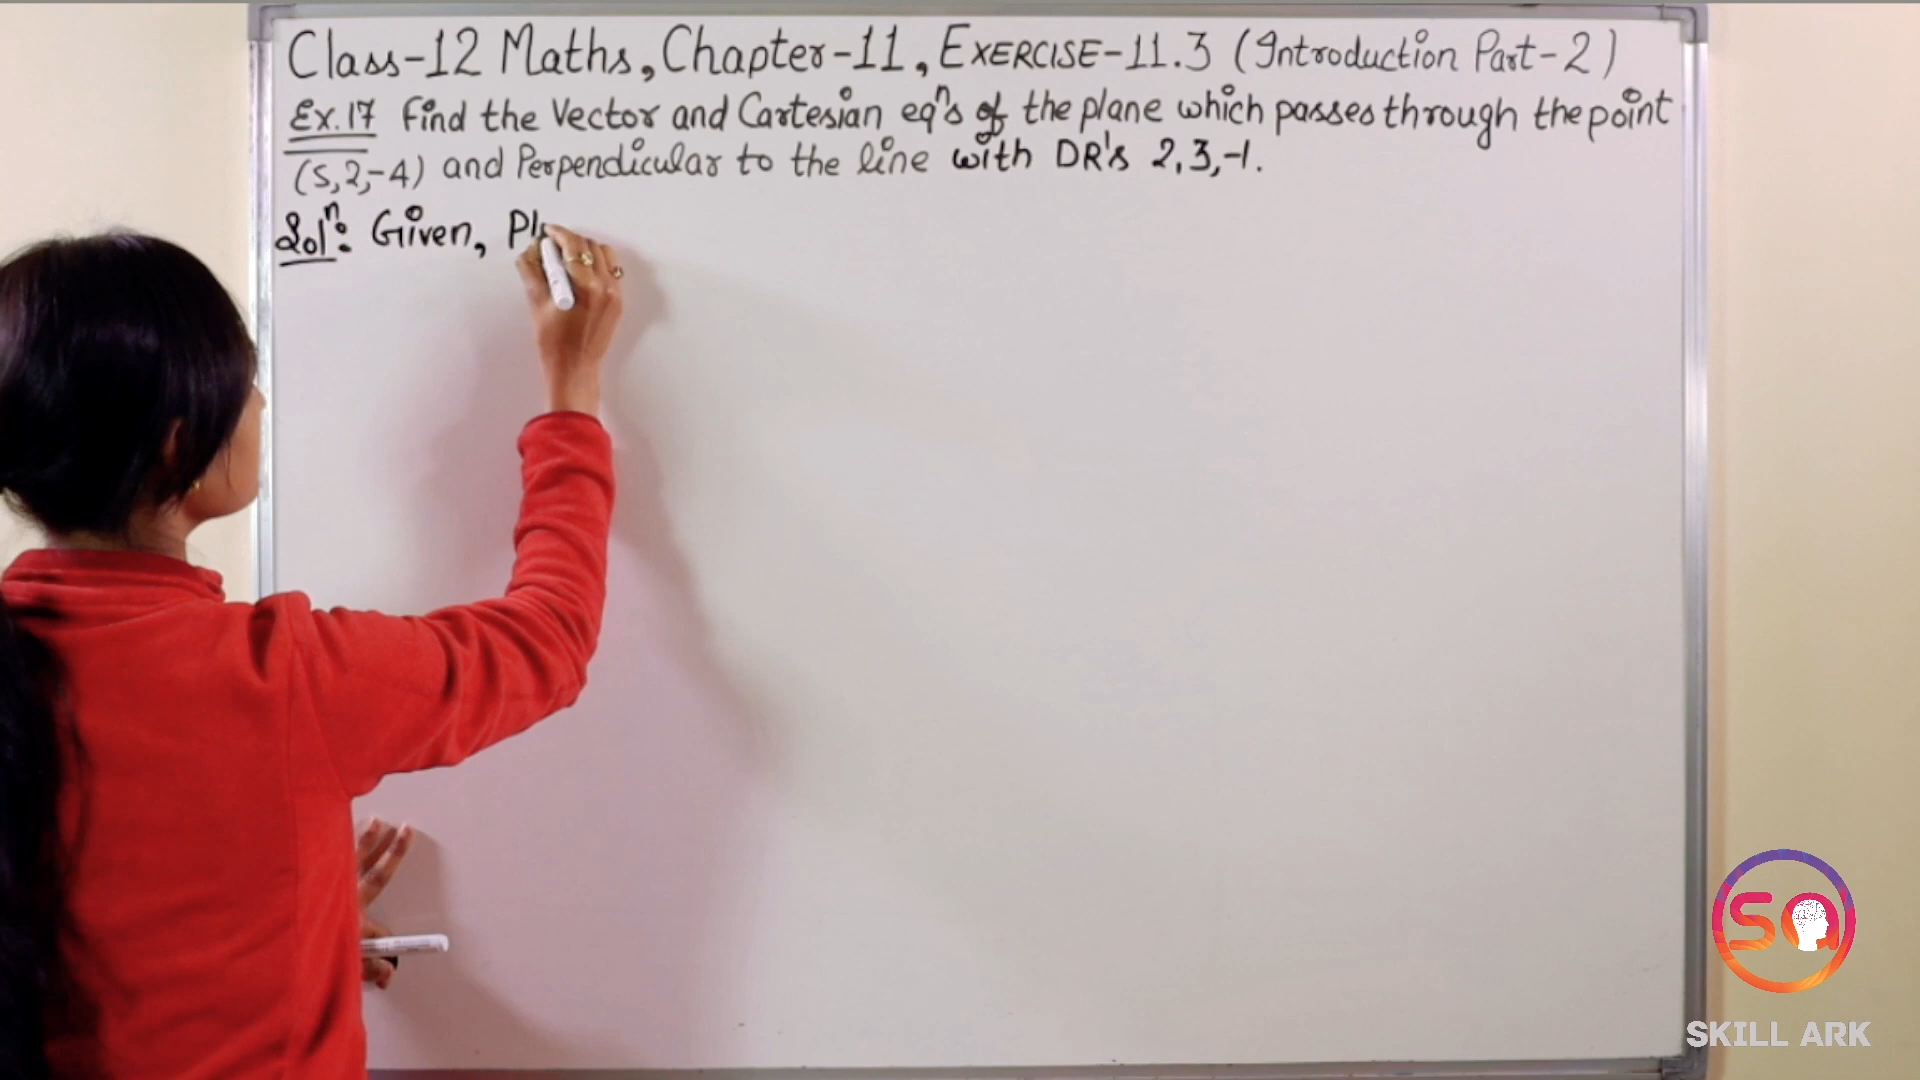 Class-12 Maths, Chapter-11, EXERCISE-11.3 (Introduction Part-2)
Ex.17 Find the Vector and Cartesian eqⁿs of the plane which passes through the point
(5,2,-4) and Perpendicular to the line with DR's 2,3,-1.
Solⁿ: Given, Pl
sa
SKILL ARK